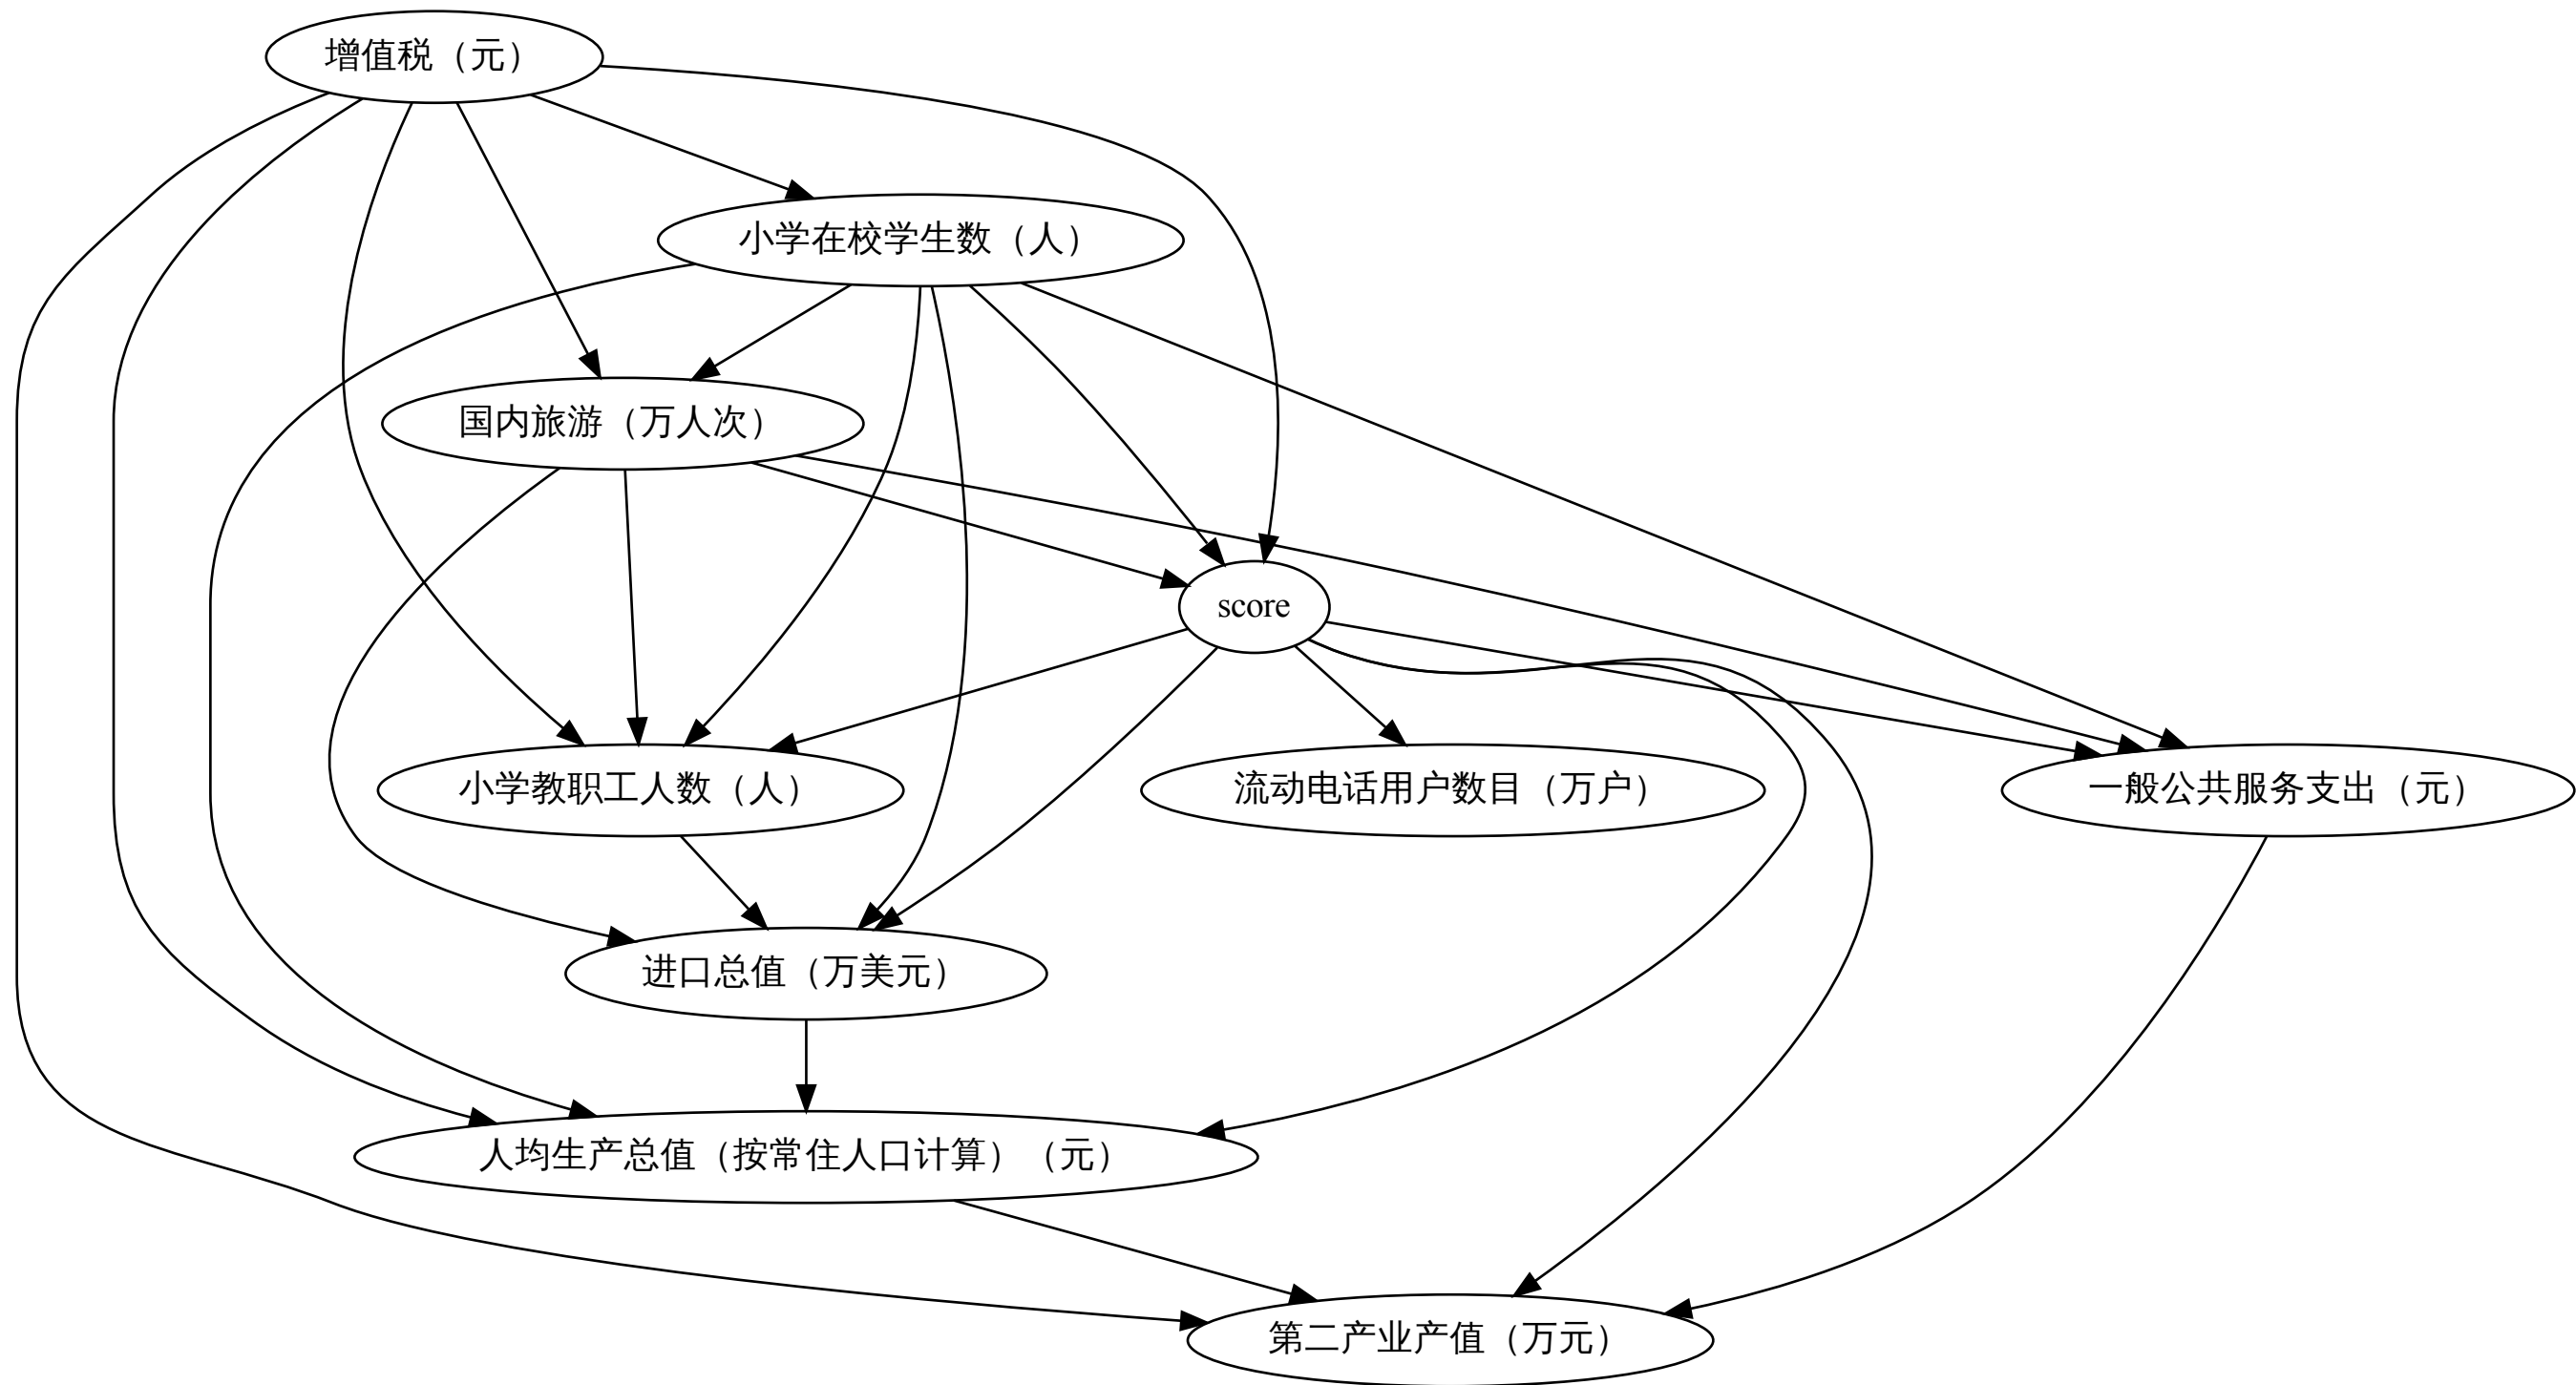 增值税（元）
小学在校学生数（人）
国内旅游（万人次）
score
小学教职工人数（人）
流动电话用户数目（万户）
一般公共服务支出（元）
进口总值（万美元）
人均生产总值（按常住人口计算）（元）
第二产业产值（万元）